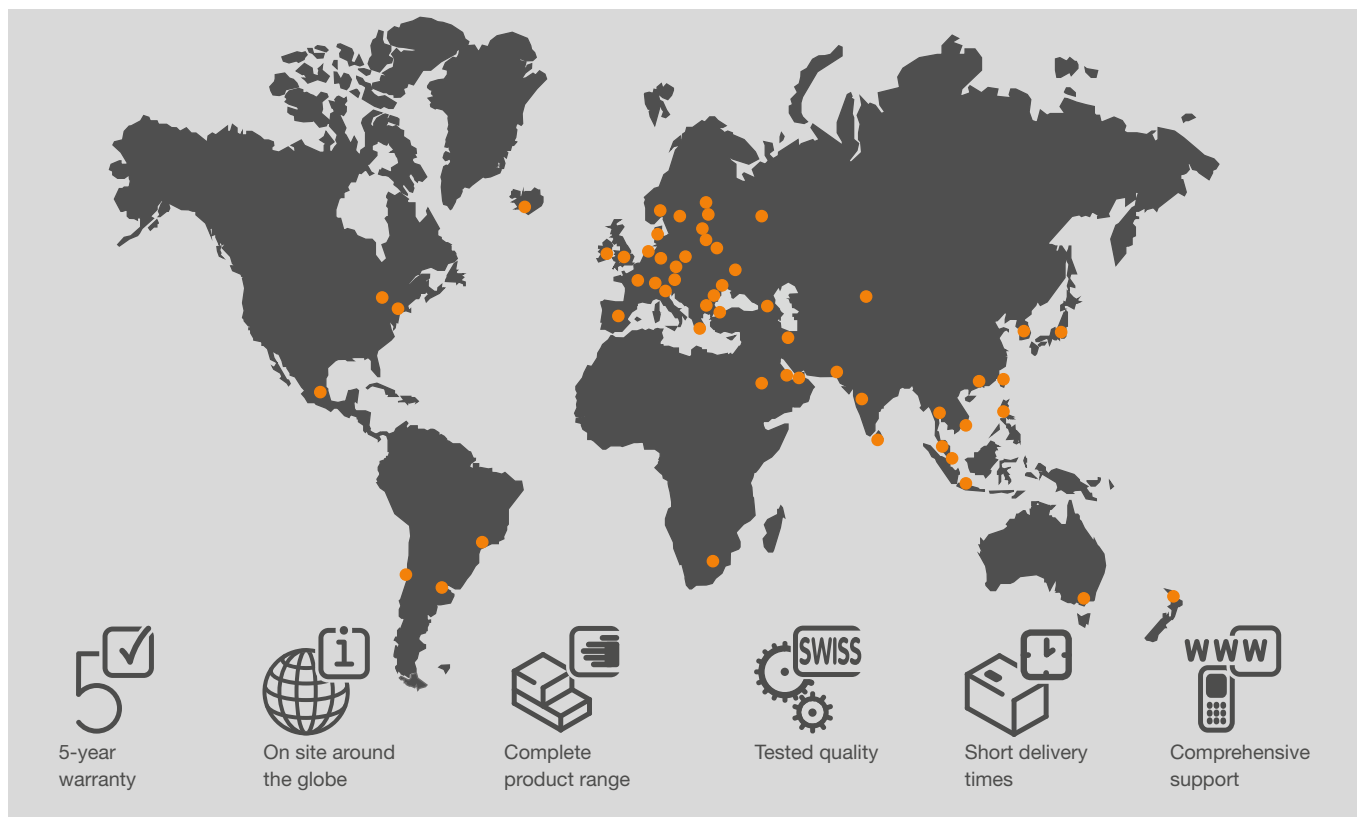 5
i
SWISS
www
5-year
warranty
On site around
the globe
Complete
product range
Tested quality
Short delivery
times
Comprehensive
support